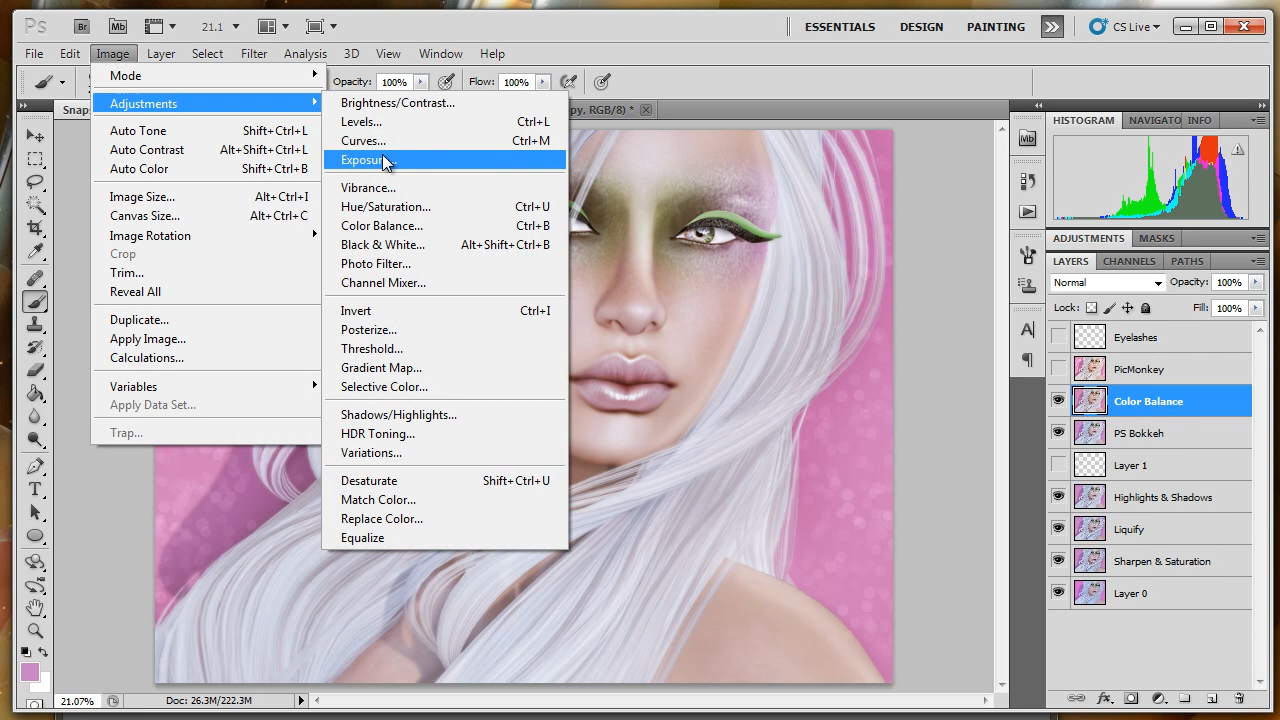 Ps Br Mb 21.1 ESSENTIALS DESIGN PAINTING CS Live
File Edit Image Layer Select Filter Analysis 3D View Window Help
Opacity: 100% Flow: 100%
Mode
Adjustments
Auto Tone Shift+Ctrl+L
Auto Contrast Alt+Shift+Ctrl+L
Auto Color Shift+Ctrl+B
Image Size... Alt+Ctrl+I
Canvas Size... Alt+Ctrl+C
Image Rotation
Crop
Trim...
Reveal All
Duplicate...
Apply Image...
Calculations...
Variables
Apply Data Set...
Trap...
Snaps
py, RGB/8) *
Brightness/Contrast...
Levels... Ctrl+L
Curves... Ctrl+M
Exposure...
Vibrance...
Hue/Saturation... Ctrl+U
Color Balance... Ctrl+B
Black & White... Alt+Shift+Ctrl+B
Photo Filter...
Channel Mixer...
Invert Ctrl+I
Posterize...
Threshold...
Gradient Map...
Selective Color...
Shadows/Highlights...
HDR Toning...
Variations...
Desaturate Shift+Ctrl+U
Match Color...
Replace Color...
Equalize
Mb
A
HISTOGRAM NAVIGATO INFO
ADJUSTMENTS MASKS
LAYERS CHANNELS PATHS
Normal Opacity: 100%
Lock: Fill: 100%
Eyelashes
PicMonkey
Color Balance
PS Bokkeh
Layer 1
Highlights & Shadows
Liquify
Sharpen & Saturation
Layer 0
fx
T
21.07% Doc: 26.3M/222.3M